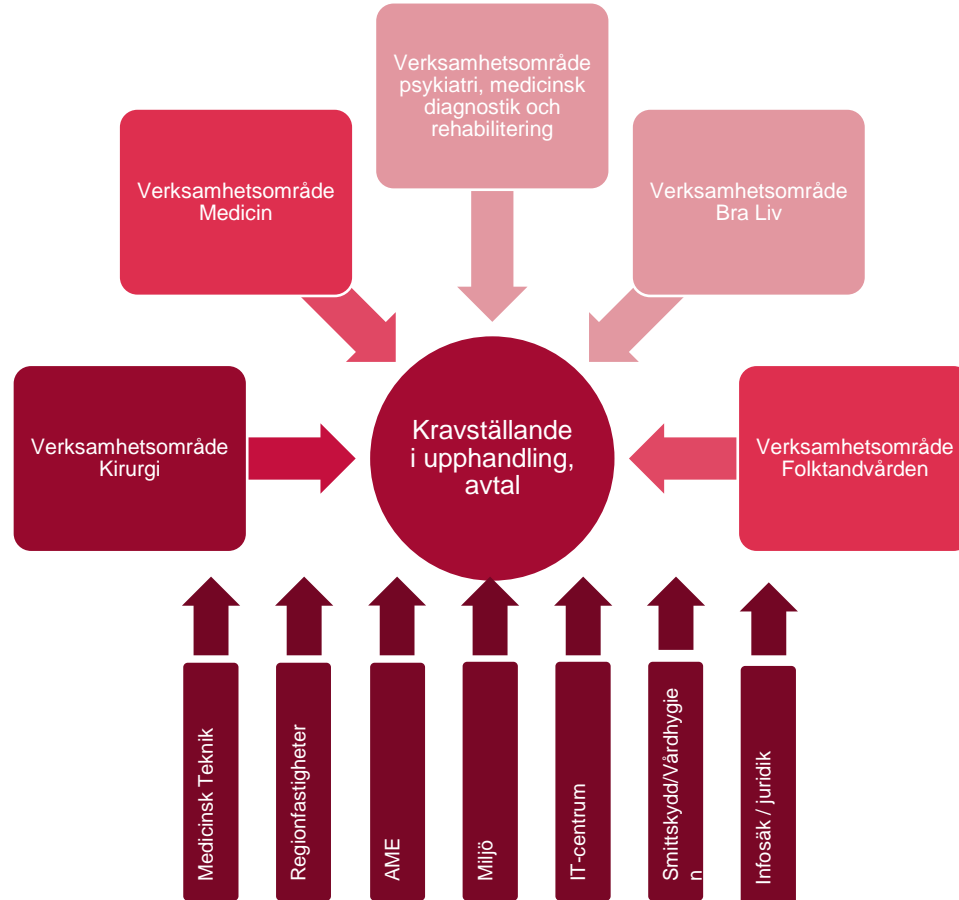 Verksamhetsområde
psykiatri, medicinsk
diagnostik och
rehabilitering
Verksamhetsområde
Medicin
Verksamhetsområde
Bra Liv
Verksamhetsområde
Kirurgi
Kravställande
i upphandling,
avtal
Verksamhetsområde
Folktandvården
Medicinsk Teknik
Regionfastigheter
AME
Miljö
IT-centrum
Smittskydd/Vårdhygie
n
Infosäk / juridik